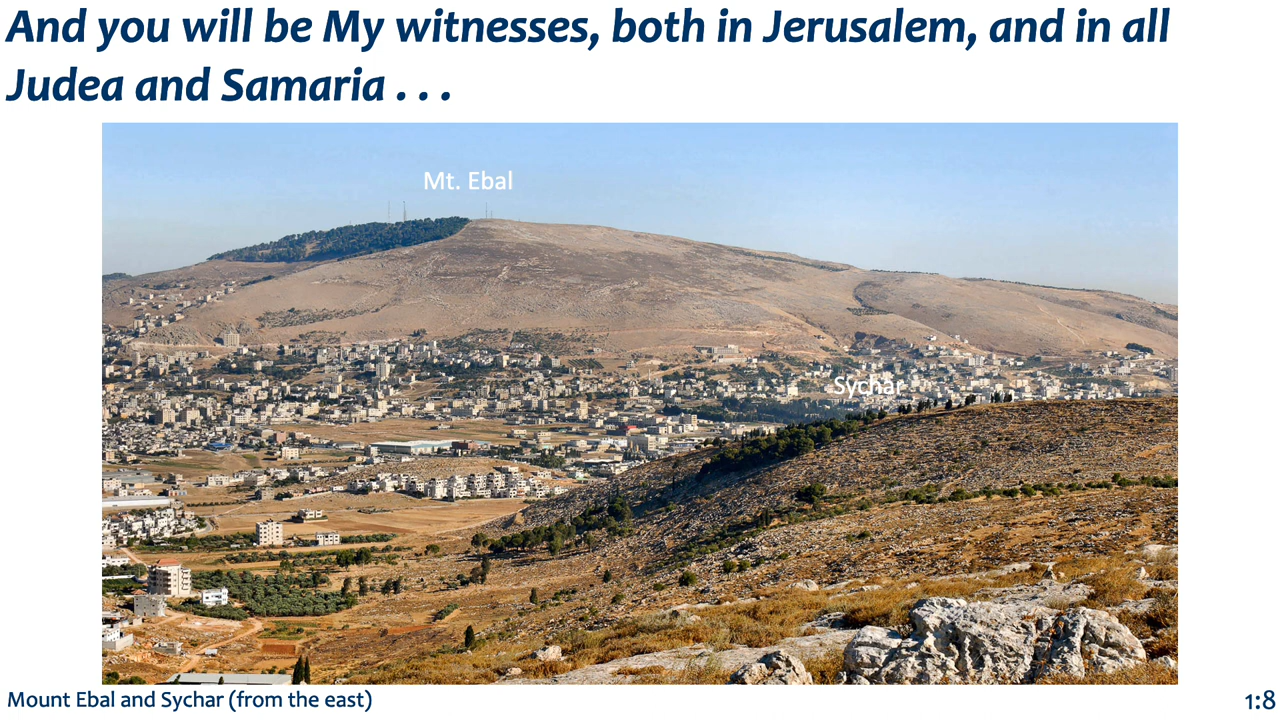 And you will be My witnesses, both in Jerusalem, and in all
Judea and Samaria . . .
Mt. Ebal
Sychar
Mount Ebal and Sychar (from the east)
1:8